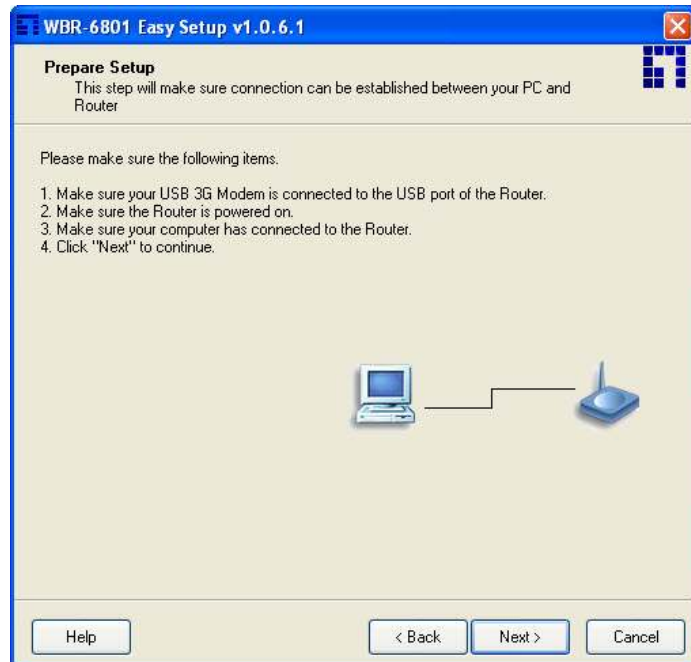 WBR-6801 Easy Setup v1.0.6.1
Prepare Setup
This step will make sure connection can be established between your PC and
Router
Please make sure the following items.
1. Make sure your USB 3G Modem is connected to the USB port of the Router.
2. Make sure the Router is powered on.
3. Make sure your computer has connected to the Router.
4. Click "Next" to continue.
Help
< Back
Next >
Cancel